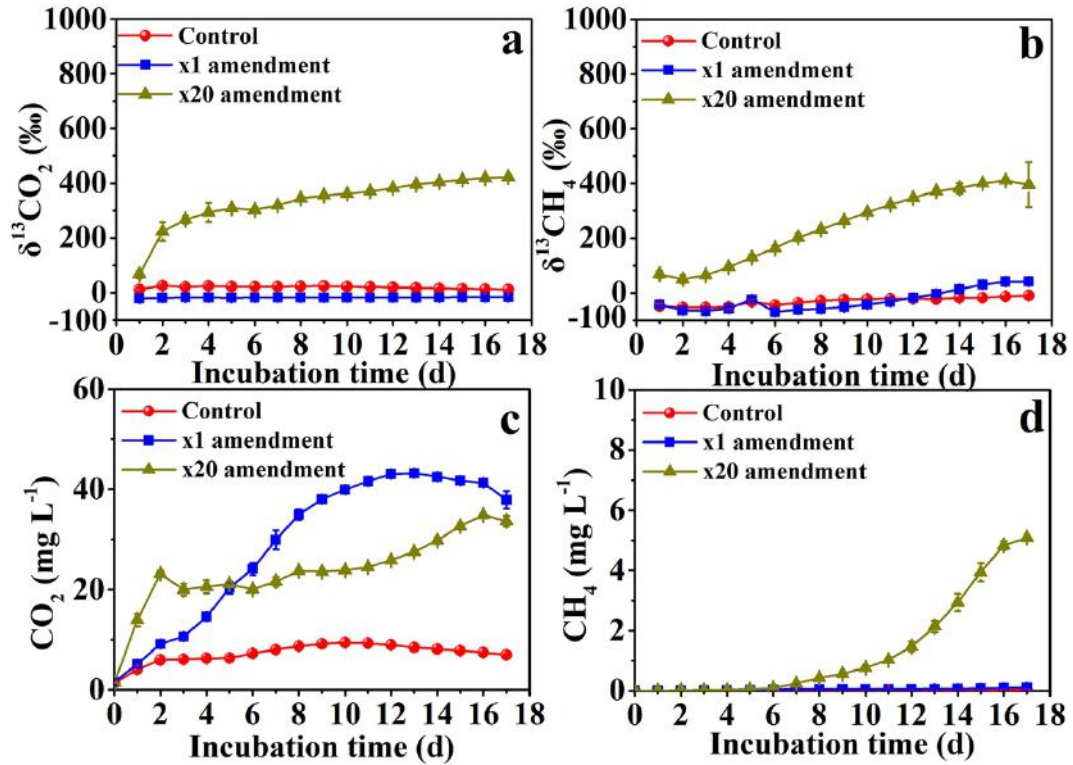 a
Control
x1 amendment
x20 amendment
1000
800
600
400
200
0
-100
δ¹³CO₂ (‰)
0 2 4 6 8 10 12 14 16 18
Incubation time (d)
b
Control
x1 amendment
x20 amendment
1000
800
600
400
200
0
-100
δ¹³CH₄ (‰)
0 2 4 6 8 10 12 14 16 18
Incubation time (d)
c
Control
x1 amendment
x20 amendment
60
40
20
0
CO₂ (mg L⁻¹)
0 2 4 6 8 10 12 14 16 18
Incubation time (d)
d
Control
x1 amendment
x20 amendment
10
8
6
4
2
0
CH₄ (mg L⁻¹)
0 2 4 6 8 10 12 14 16 18
Incubation time (d)